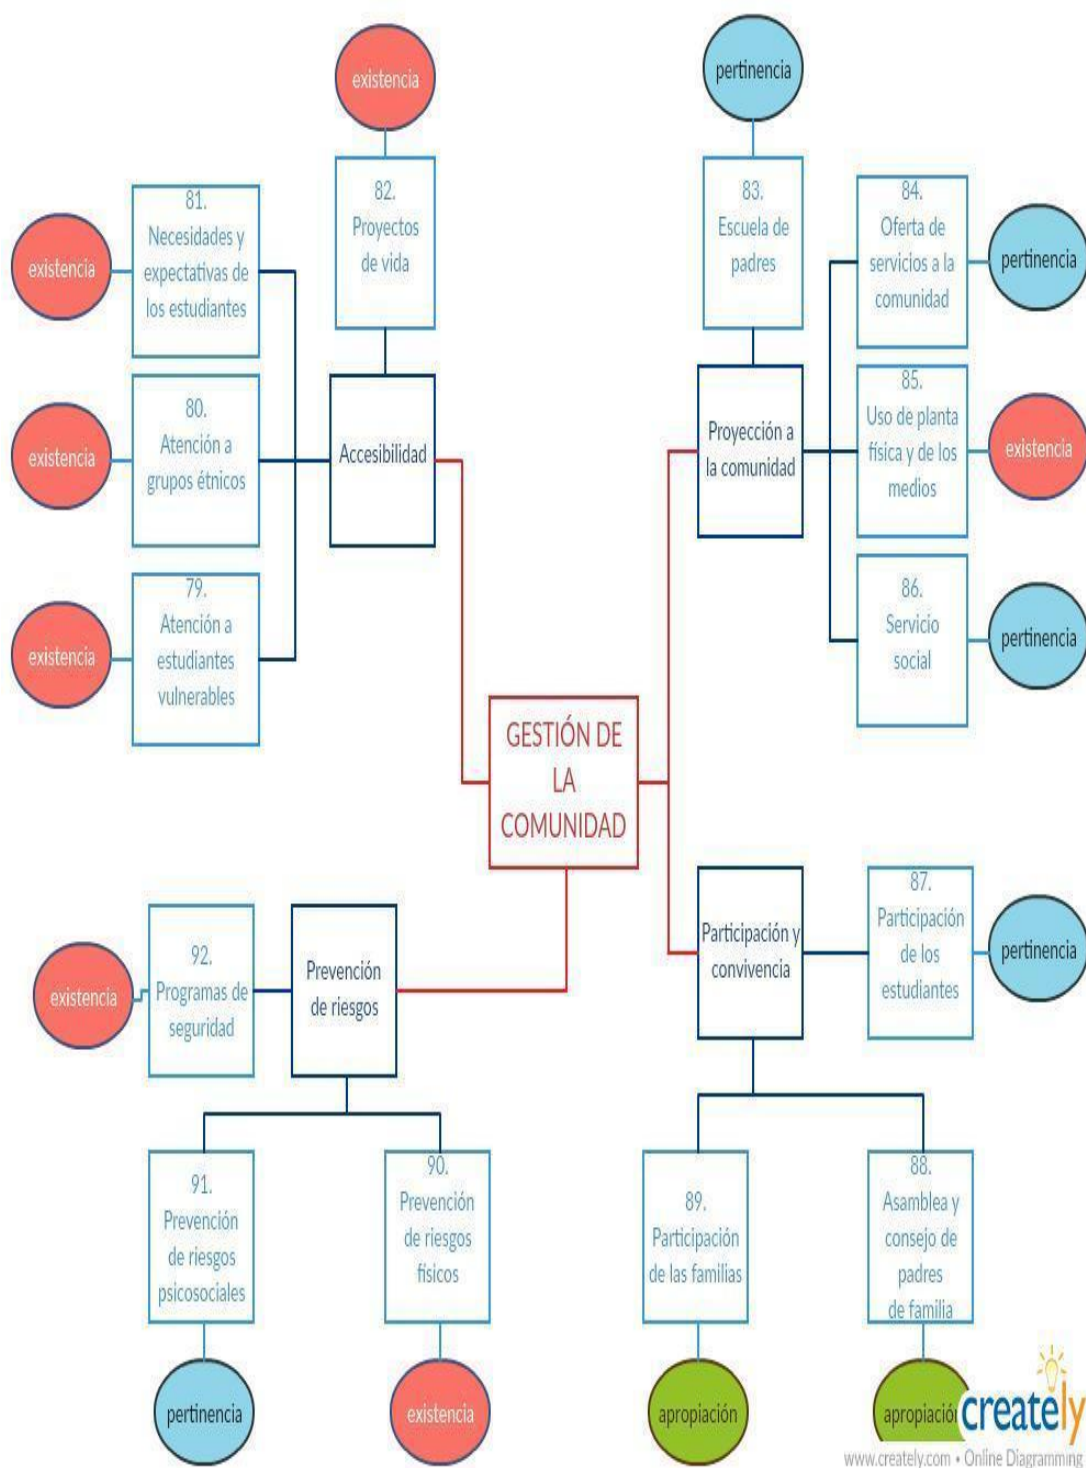 existencia
82.
Proyectos
de vida
81.
Necesidades y
expectativas de
los estudiantes
existencia
80.
Atención a
grupos étnicos
existencia
79.
Atención a
estudiantes
vulnerables
existencia
Accesibilidad
pertinencia
83.
Escuela de
padres
84.
Oferta de
servicios a la
comunidad
pertinencia
Proyección a
la comunidad
85.
Uso de planta
física y de los
medios
existencia
86.
Servicio
social
pertinencia
GESTIÓN DE
LA
COMUNIDAD
existencia
92.
Programas de
seguridad
Prevención
de riesgos
91.
Prevención
de riesgos
psicosociales
pertinencia
90.
Prevención
de riesgos
físicos
existencia
Participación y
convivencia
87.
Participación
de los
estudiantes
pertinencia
89.
Participación
de las familias
apropiación
88.
Asamblea y
consejo de
padres
de familia
apropiación
creately
www.creately.com • Online Diagramming